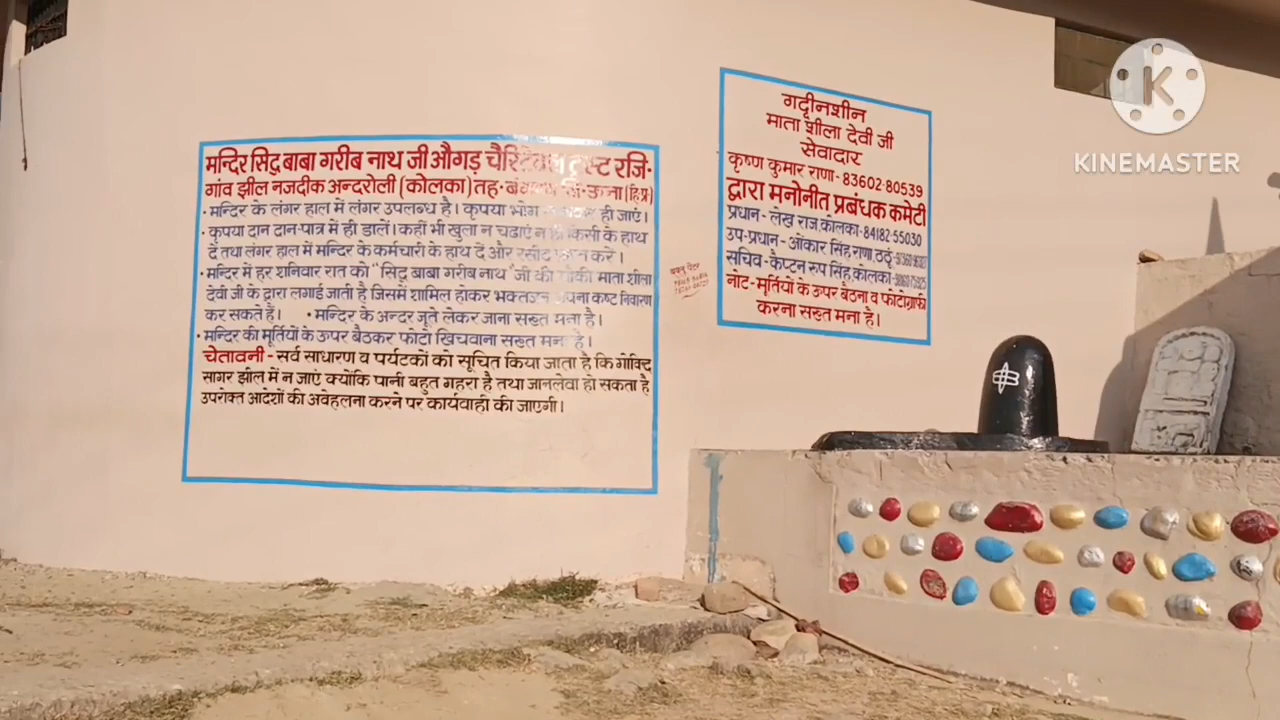 मन्दिर सिद्ध बाबा गरीब नाथ जी औगड़ चैरिटेबल ट्रस्ट रजि.
गांव झील नजदीक अन्दरोली (कोलका) तह. ऊना (हिप्र)
· मन्दिर के लंगर हाल में लंगर उपलब्ध है। कृपया भोग ही जाएं।
· कृपया दान दान-पात्र में ही डालें। कहीं भी खुला न चढाएं न ही किसी के हाथ
दें तथा लंगर हाल में मन्दिर के कर्मचारी के हाथ दें और रसीद करें।
· मन्दिर में हर शनिवार रात को "सिद्ध बाबा गरीब नाथ" जी की चौकी माता शीला
देवी जी के द्वारा लगाई जाती है जिसमें शामिल होकर भक्तजन अपना कष्ट निवारण
कर सकते हैं। • मन्दिर के अन्दर जूते लेकर जाना सख्त मना है।
· मन्दिर की मूर्तियों के ऊपर बैठकर फोटो खिचवाना सख्त मना है।
चेतावनी - सर्व साधारण व पर्यटकों को सूचित किया जाता है कि गोविन्द
सागर झील में न जाएं क्योंकि पानी बहुत गहरा है तथा जानलेवा हो सकता है
उपरोक्त आदेशों की अवेहलना करने पर कार्यवाही की जाएगी।
गद्दीनशीन
माता शीला देवी जी
सेवादार
कृष्ण कुमार राणा - 83602-80539
द्वारा मनोनीत प्रबंधक कमेटी
प्रधान - लेख राज, कोलका - 84182-55030
उप-प्रधान - ओंकार सिंह राणा, ठठूं
सचिव - कैप्टन रुप सिंह, कोलका
नोट - मूर्तियों के ऊपर बैठना व फोटोग्राफी
करना सख्त मना है।
K
KINEMASTER